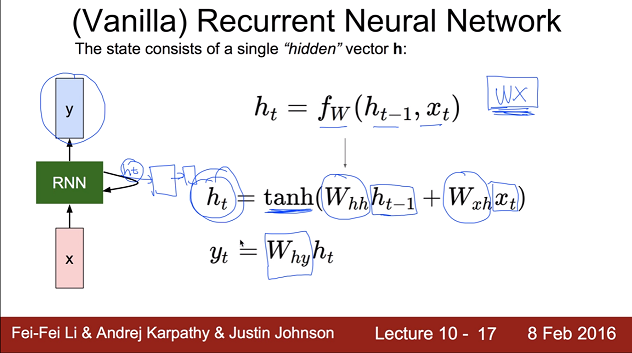 (Vanilla) Recurrent Neural Network
The state consists of a single “hidden” vector h:
y
RNN
x
ht
h_t = f_W(h_{t-1}, x_t)
WX
h_t = tanh(W_{hh}h_{t-1} + W_{xh}x_t)
y_t = W_{hy}h_t
Fei-Fei Li & Andrej Karpathy & Justin Johnson
Lecture 10 - 17
8 Feb 2016